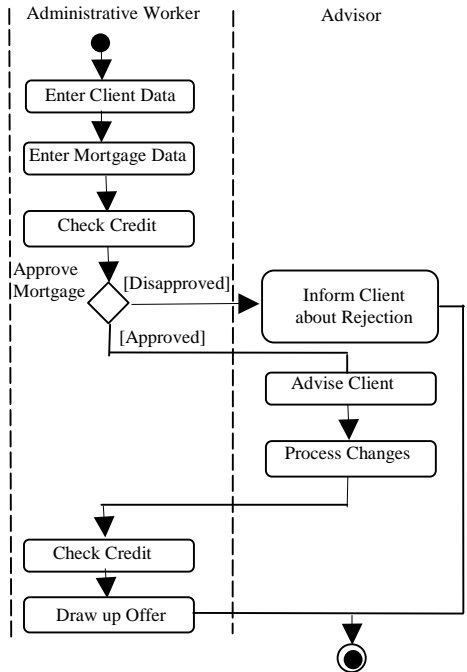 Administrative Worker
Advisor
Enter Client Data
Enter Mortgage Data
Check Credit
Approve
Mortgage
[Disapproved]
Inform Client
about Rejection
[Approved]
Advise Client
Process Changes
Check Credit
Draw up Offer